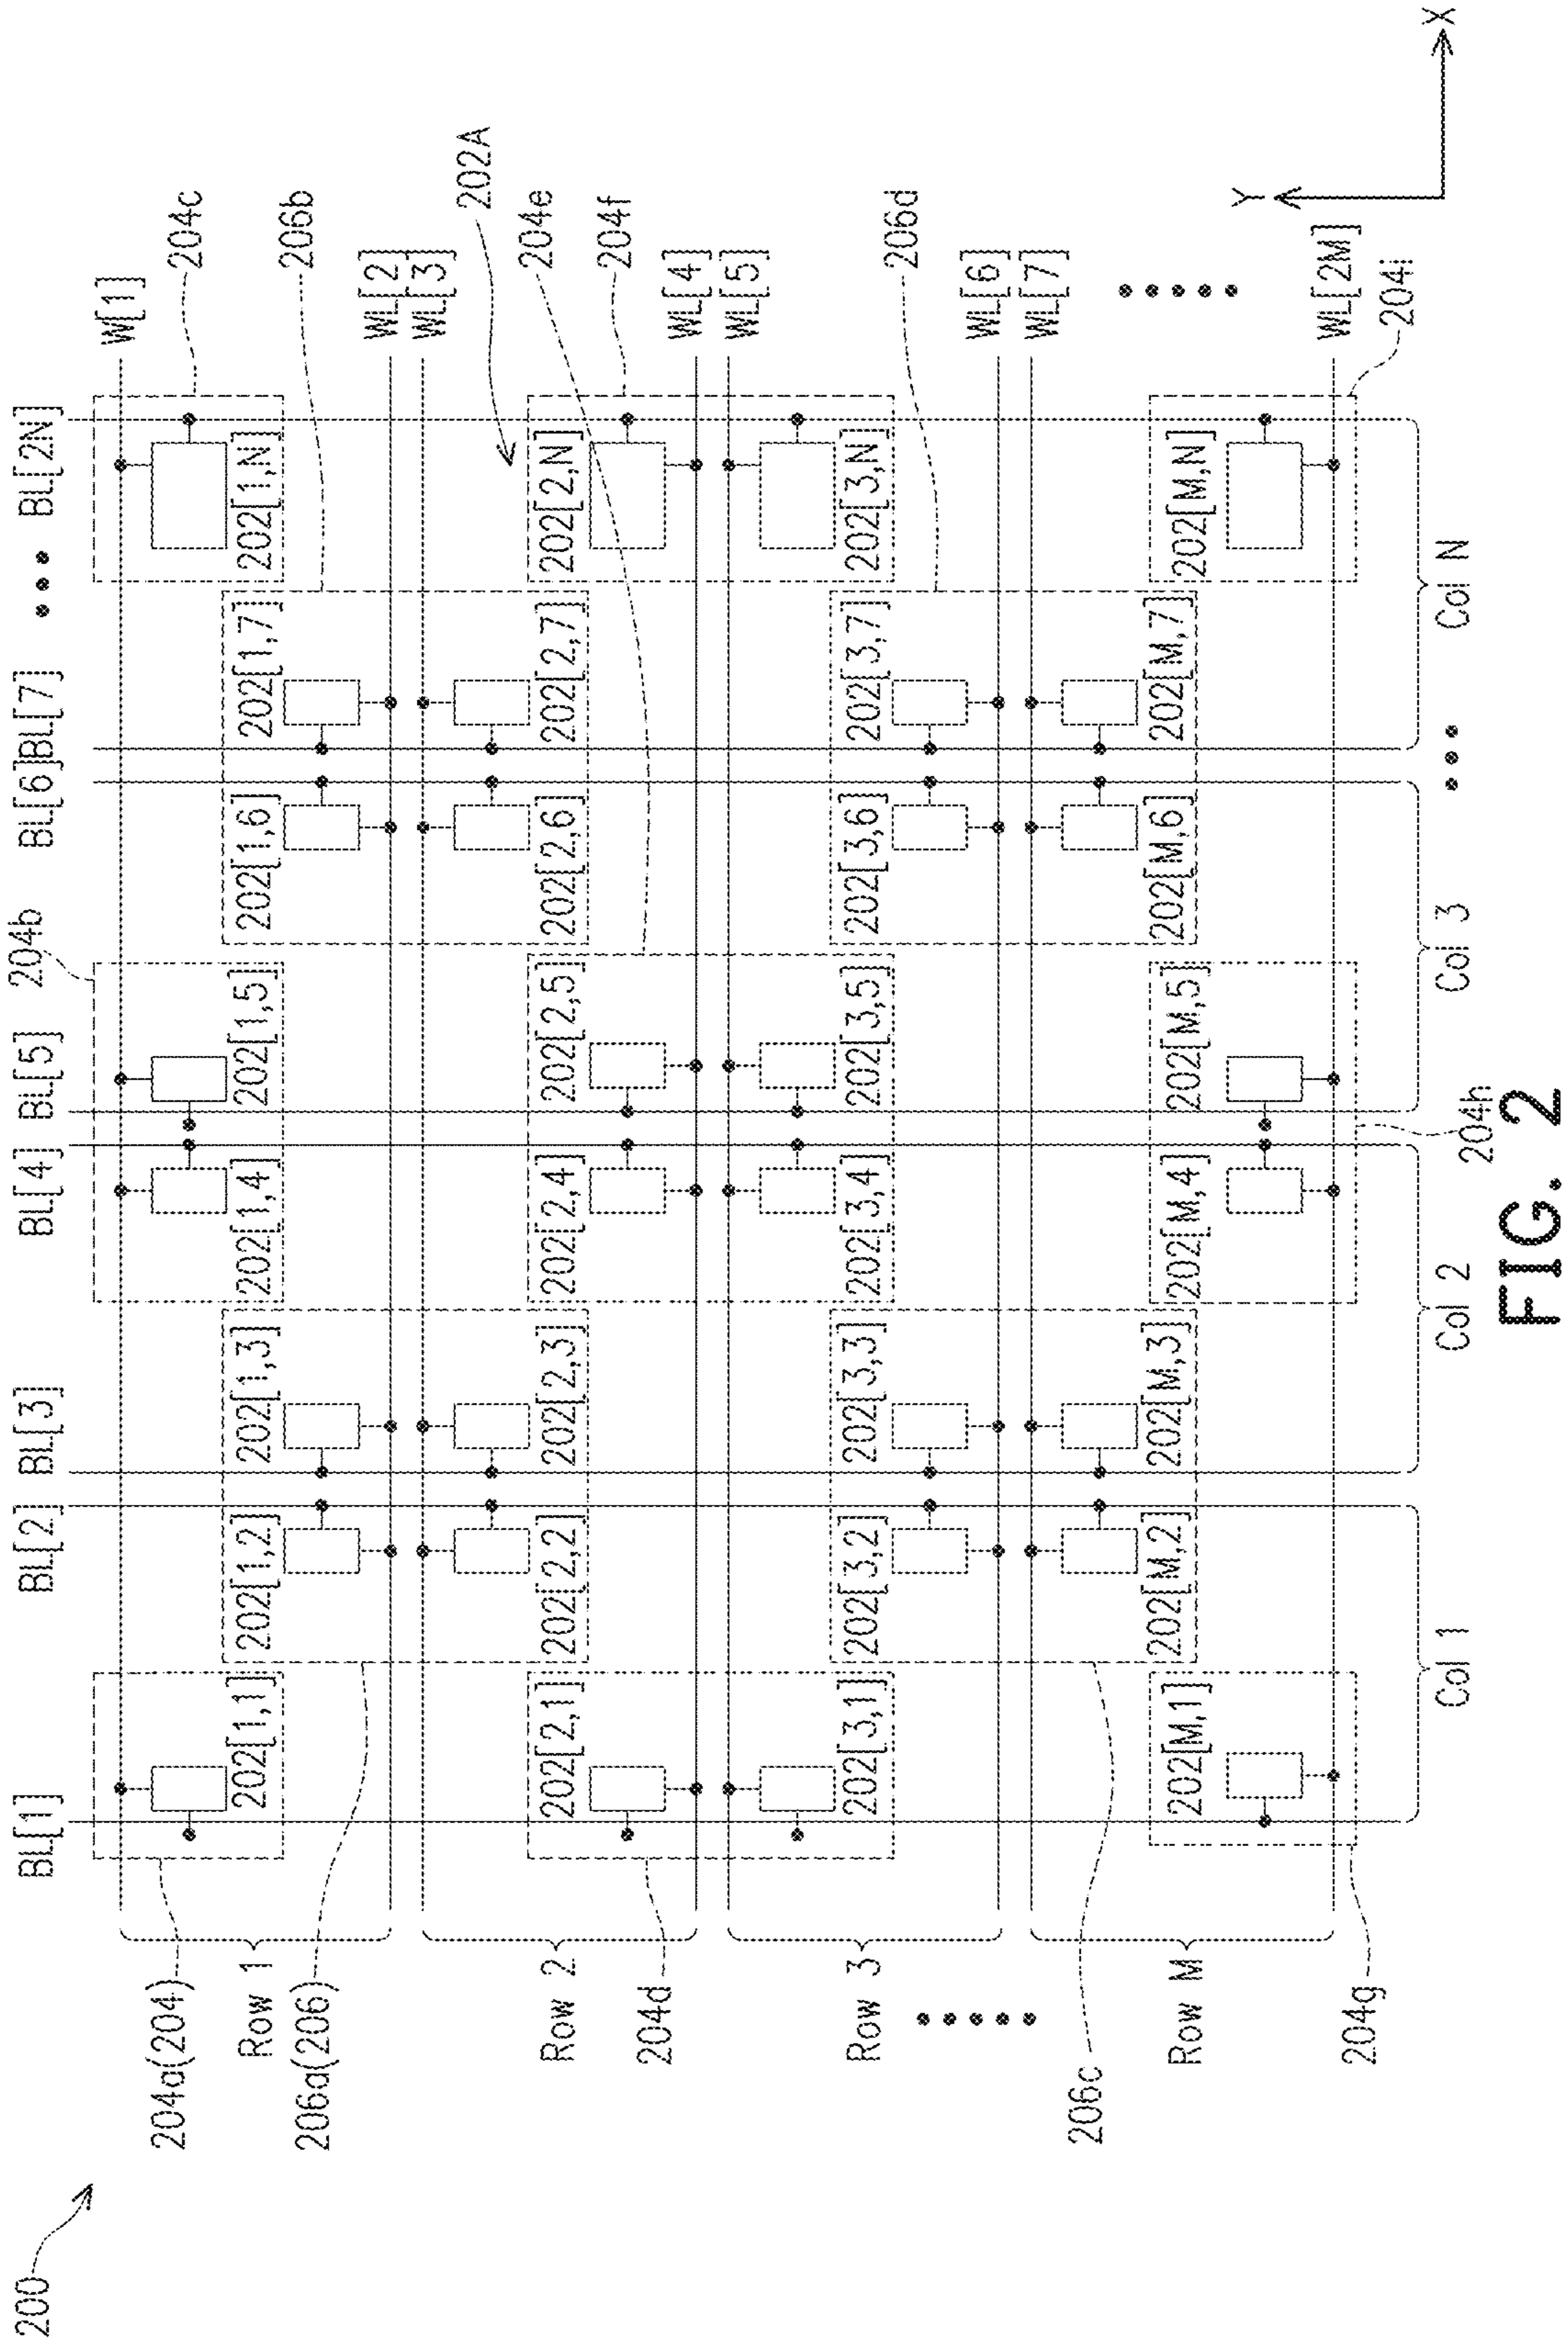 200
BL[1]
BL[2]
BL[3]
BL[4]
BL[5]
204b
BL[6]
BL[7]
•••
BL[2N]
W[1]
204c
206b
WL[2]
WL[3]
202A
204e
204f
WL[4]
WL[5]
206d
WL[6]
WL[7]
•••••
WL[2M]
204i
204a(204)
Row 1
206a(206)
Row 2
204d
Row 3
•••••
206c
Row M
204g
202[1,1]
202[1,2]
202[1,3]
202[1,4]
202[1,5]
202[1,6]
202[1,7]
202[1,N]
202[2,1]
202[2,2]
202[2,3]
202[2,4]
202[2,5]
202[2,6]
202[2,7]
202[2,N]
202[3,1]
202[3,2]
202[3,3]
202[3,4]
202[3,5]
202[3,6]
202[3,7]
202[3,N]
202[M,1]
202[M,2]
202[M,3]
202[M,4]
202[M,5]
202[M,6]
202[M,7]
202[M,N]
Col 1
Col 2
204h
Col 3
•••
Col N
Y
X
FIG. 2